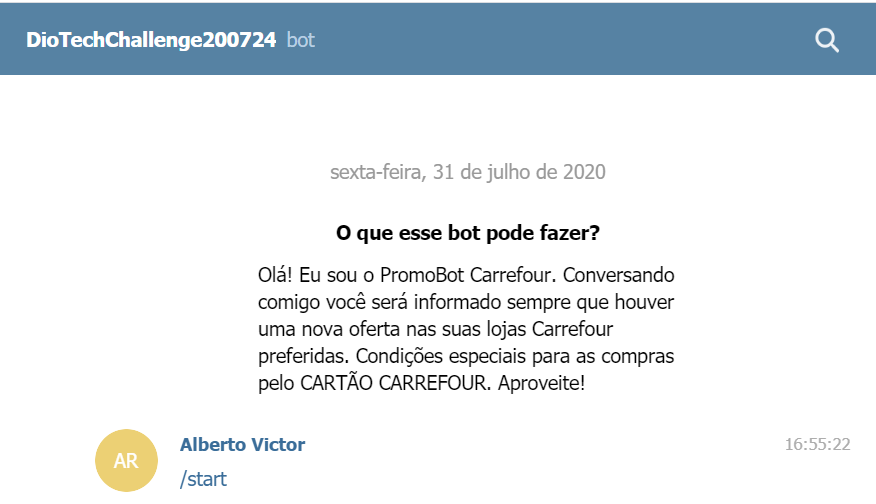 DioTechChallenge200724 bot
sexta-feira, 31 de julho de 2020
O que esse bot pode fazer?
Olá! Eu sou o PromoBot Carrefour. Conversando
comigo você será informado sempre que houver
uma nova oferta nas suas lojas Carrefour
preferidas. Condições especiais para as compras
pelo CARTÃO CARREFOUR. Aproveite!
AR
Alberto Victor 16:55:22
/start